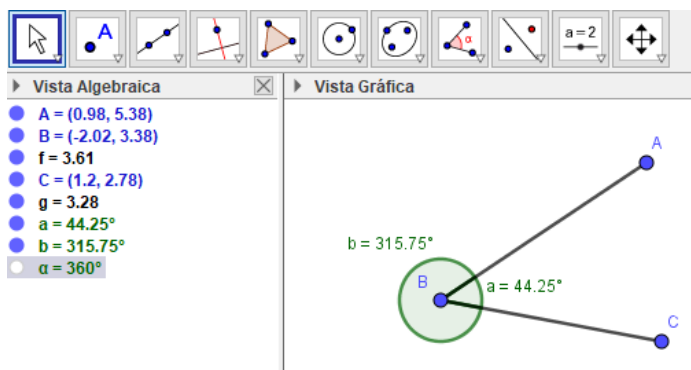 A
α
a = 2
Vista Algebraica
Vista Gráfica
A = (0.98, 5.38)
B = (-2.02, 3.38)
f = 3.61
C = (1.2, 2.78)
g = 3.28
a = 44.25°
b = 315.75°
α = 360°
A
b = 315.75°
B
a = 44.25°
C